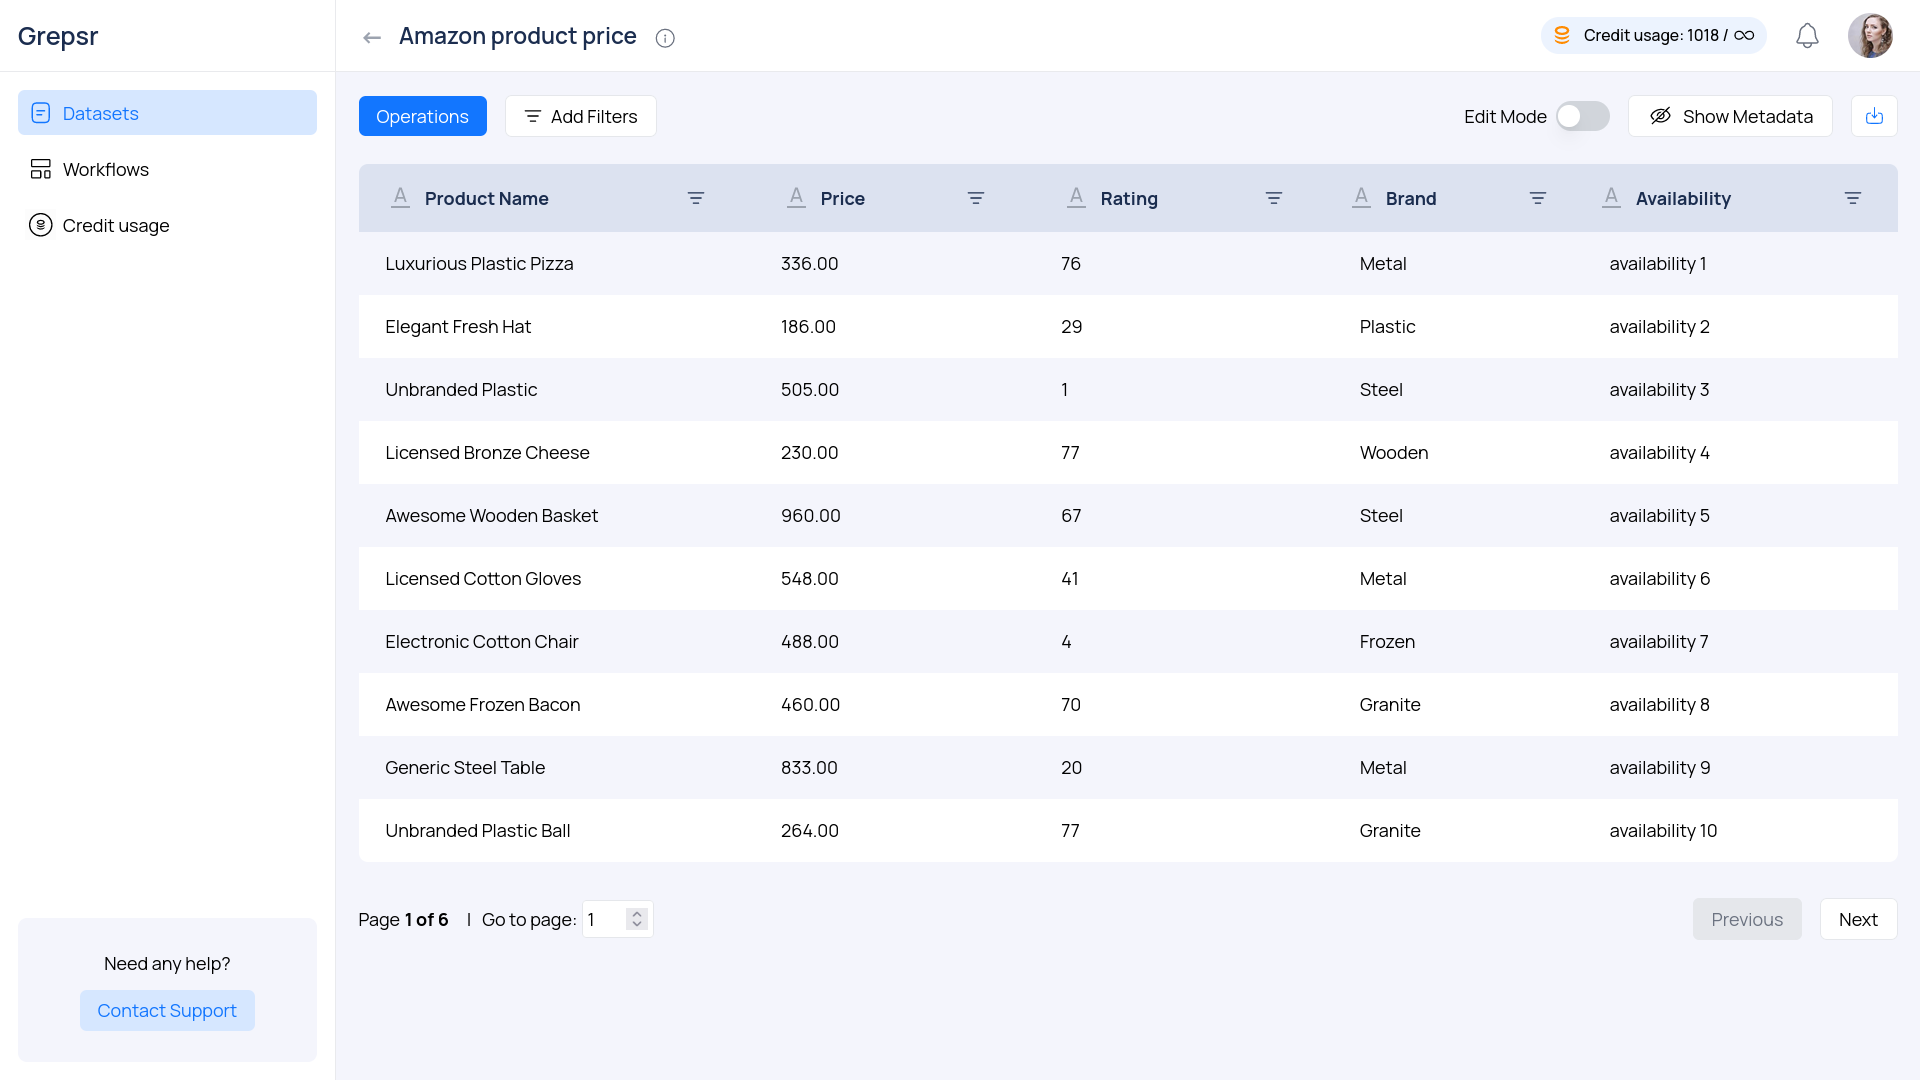 Grepsr
Amazon product price
Credit usage: 1018 / ∞
Datasets
Workflows
Credit usage
Operations
Add Filters
Edit Mode
Show Metadata
A Product Name A Price A Rating A Brand A Availability
Luxurious Plastic Pizza 336.00 76 Metal availability 1
Elegant Fresh Hat 186.00 29 Plastic availability 2
Unbranded Plastic 505.00 1 Steel availability 3
Licensed Bronze Cheese 230.00 77 Wooden availability 4
Awesome Wooden Basket 960.00 67 Steel availability 5
Licensed Cotton Gloves 548.00 41 Metal availability 6
Electronic Cotton Chair 488.00 4 Frozen availability 7
Awesome Frozen Bacon 460.00 70 Granite availability 8
Generic Steel Table 833.00 20 Metal availability 9
Unbranded Plastic Ball 264.00 77 Granite availability 10
Page 1 of 6 | Go to page: 1
Previous
Next
Need any help?
Contact Support